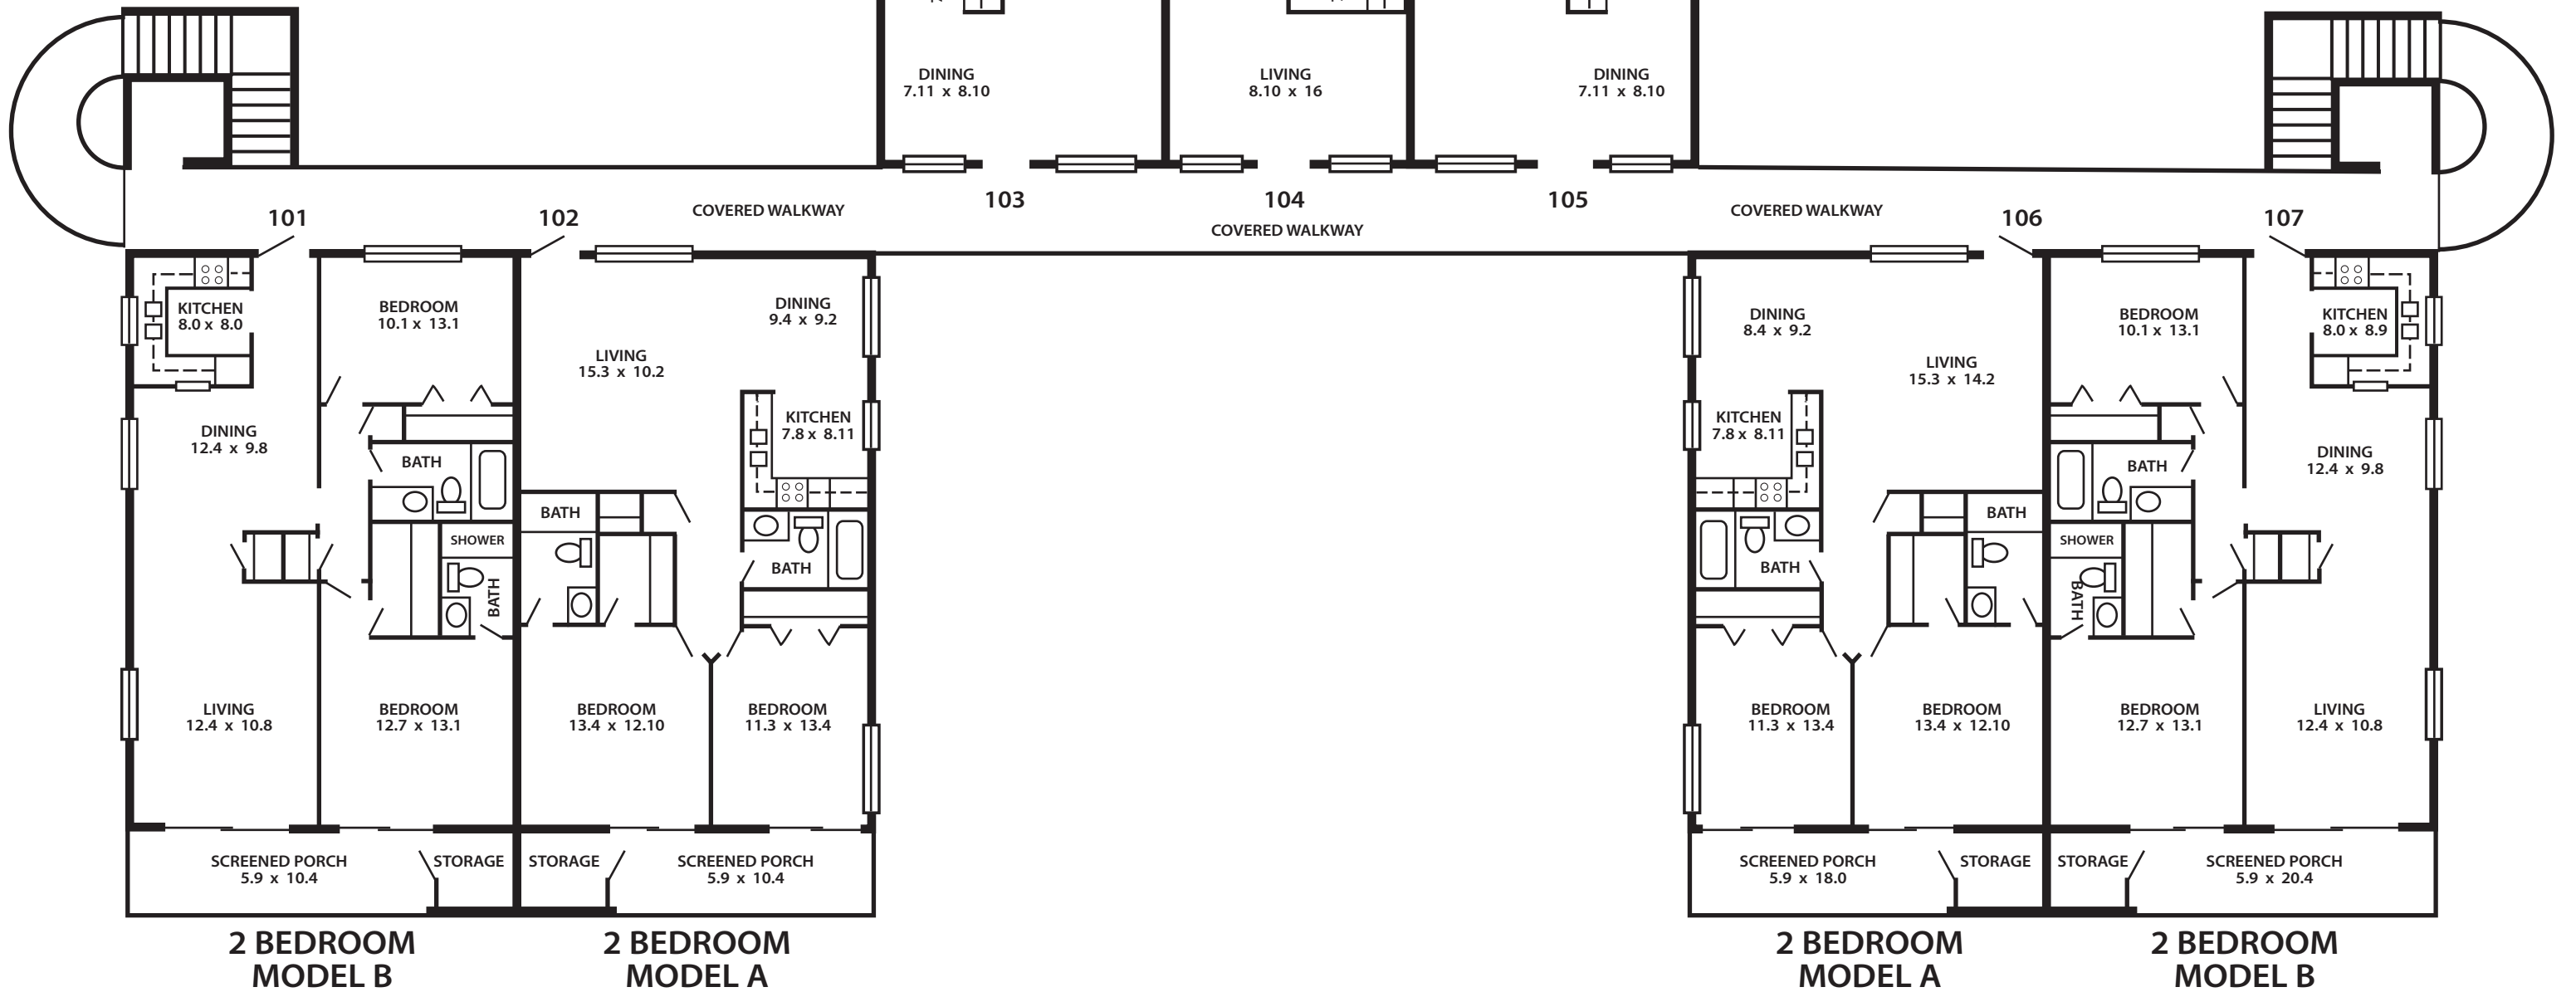 DINING
7.11 x 8.10
LIVING
8.10 x 16
DINING
7.11 x 8.10
103
104
105
101
102
COVERED WALKWAY
COVERED WALKWAY
COVERED WALKWAY
106
107
KITCHEN
8.0 x 8.0
BEDROOM
10.1 x 13.1
DINING
12.4 x 9.8
BATH
SHOWER
BATH
LIVING
12.4 x 10.8
BEDROOM
12.7 x 13.1
SCREENED PORCH
5.9 x 10.4
STORAGE
2 BEDROOM
MODEL B
DINING
9.4 x 9.2
LIVING
15.3 x 10.2
KITCHEN
7.8 x 8.11
BATH
BATH
BEDROOM
13.4 x 12.10
BEDROOM
11.3 x 13.4
STORAGE
SCREENED PORCH
5.9 x 10.4
2 BEDROOM
MODEL A
DINING
8.4 x 9.2
LIVING
15.3 x 14.2
KITCHEN
7.8 x 8.11
BATH
BATH
BEDROOM
11.3 x 13.4
BEDROOM
13.4 x 12.10
SCREENED PORCH
5.9 x 18.0
STORAGE
2 BEDROOM
MODEL A
BEDROOM
10.1 x 13.1
KITCHEN
8.0 x 8.9
DINING
12.4 x 9.8
BATH
SHOWER
BATH
BEDROOM
12.7 x 13.1
LIVING
12.4 x 10.8
STORAGE
SCREENED PORCH
5.9 x 20.4
2 BEDROOM
MODEL B